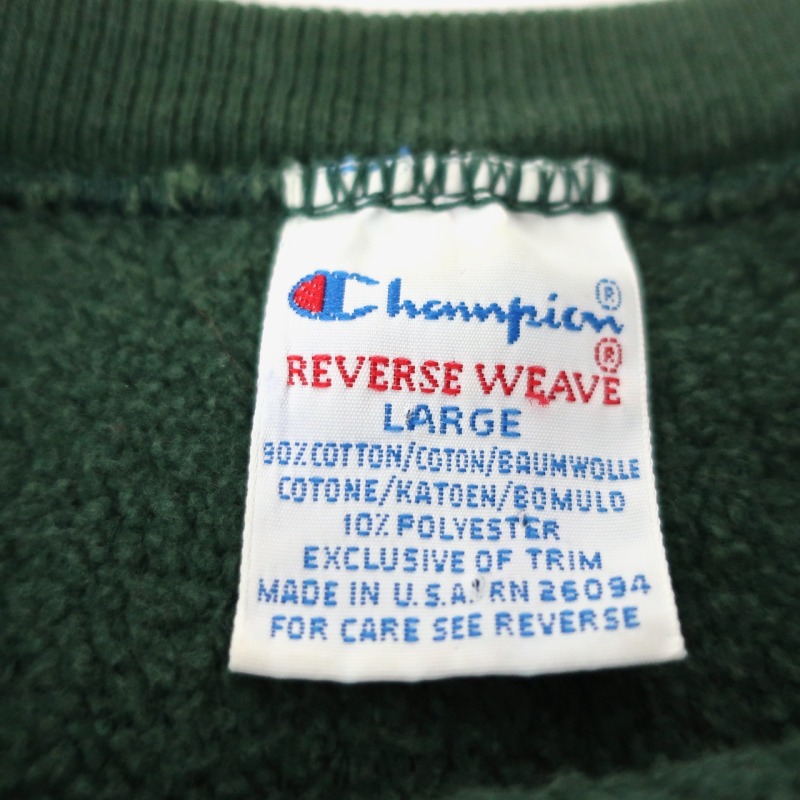 Champion®
REVERSE WEAVE®
LARGE
90%COTTON/COTON/BAUMWOLLE
COTONE/KATOEN/BOMULD
10% POLYESTER
EXCLUSIVE OF TRIM
MADE IN U.S.A. RN 26094
FOR CARE SEE REVERSE